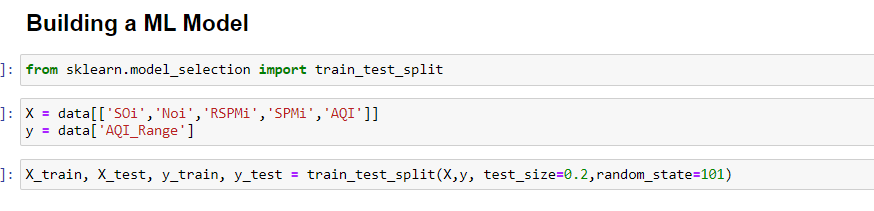 Building a ML Model
]: from sklearn.model_selection import train_test_split
]: X = data[['SOi','Noi','RSPMi','SPMi','AQI']]
y = data['AQI_Range']
]: X_train, X_test, y_train, y_test = train_test_split(X,y, test_size=0.2,random_state=101)